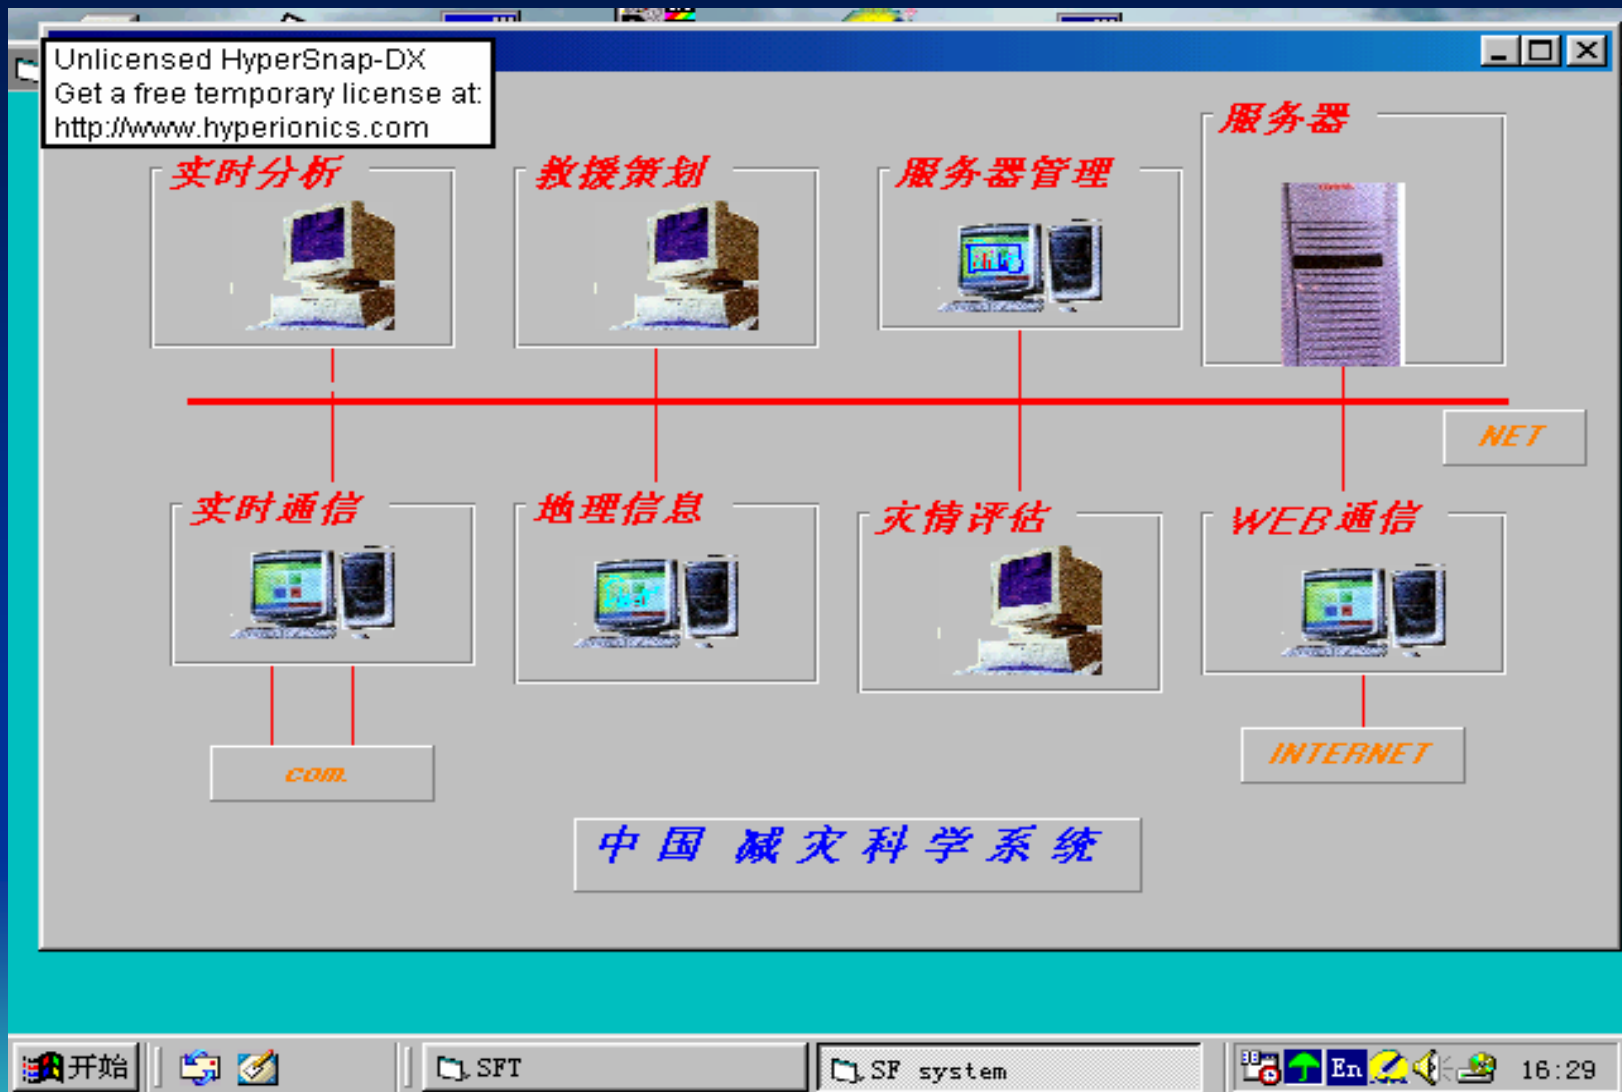 Unlicensed HyperSnap-DX
Get a free temporary license at:
http://www.hyperionics.com
服务器
实时分析
救援策划
服务器管理
NET
实时通信
地理信息
灾情评估
WEB通信
com.
INTERNET
中国 减灾科学系统
开始
SFT
SF system
En
16:29